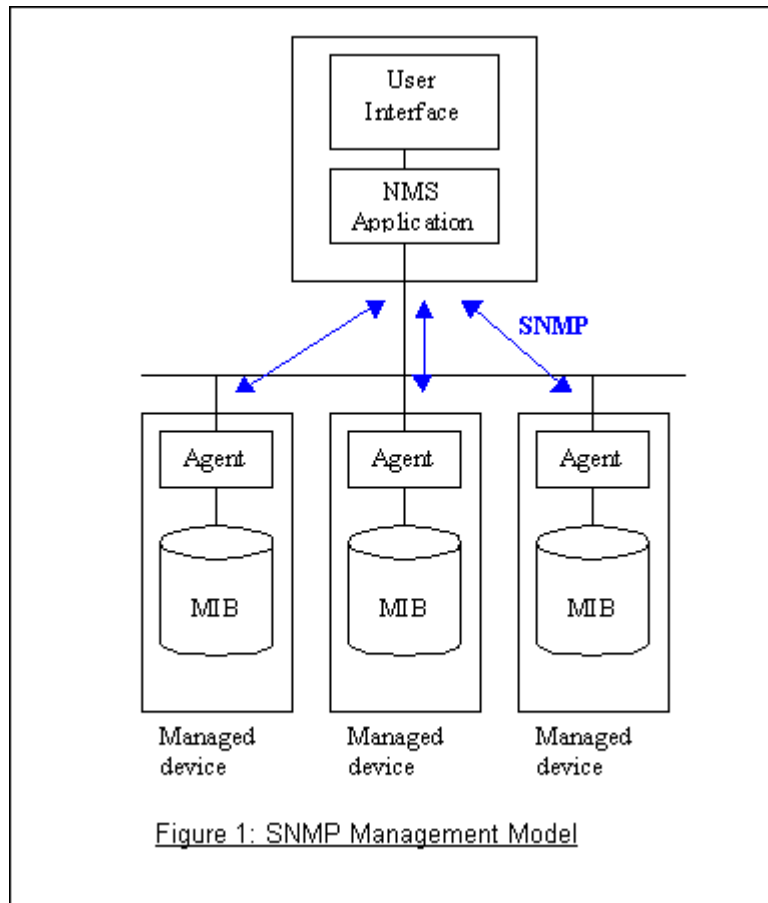 User
Interface
NMS
Application
SNMP
Agent
Agent
Agent
MIB
MIB
MIB
Managed
device
Managed
device
Managed
device
Figure 1: SNMP Management Model